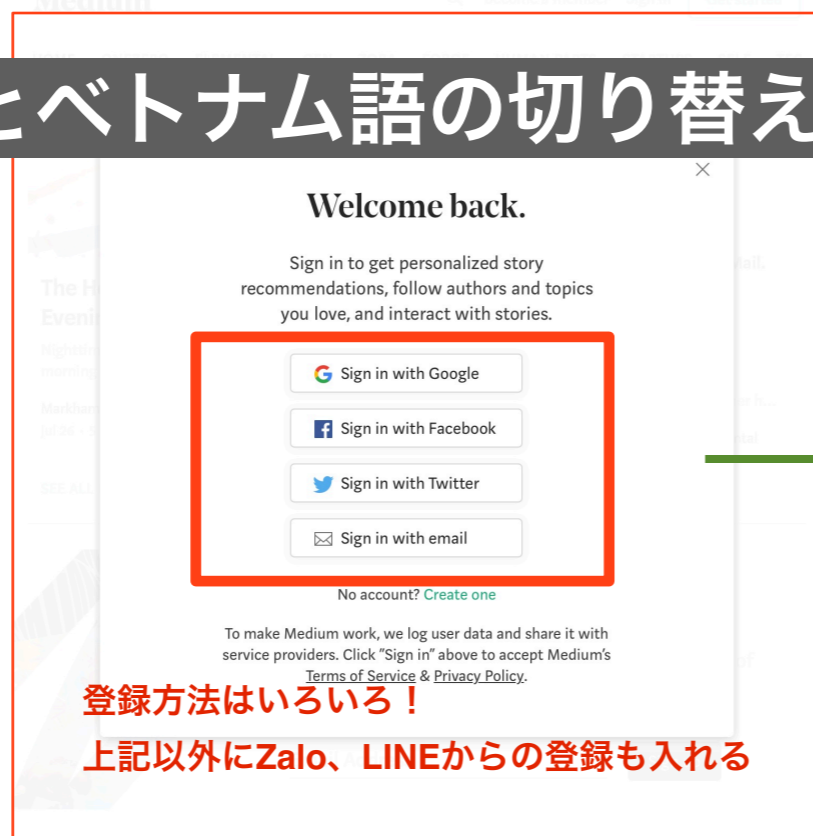 Medium
とベトナム語の切り替え
Welcome back.
Sign in to get personalized story
recommendations, follow authors and topics
you love, and interact with stories.
The H
Eveni
Sign in with Google
Sign in with Facebook
Sign in with Twitter
Sign in with email
SEE ALL
No account? Create one
To make Medium work, we log user data and share it with
service providers. Click “Sign in” above to accept Medium’s
Terms of Service & Privacy Policy.
登録方法はいろいろ！
上記以外にZalo、LINEからの登録も入れる